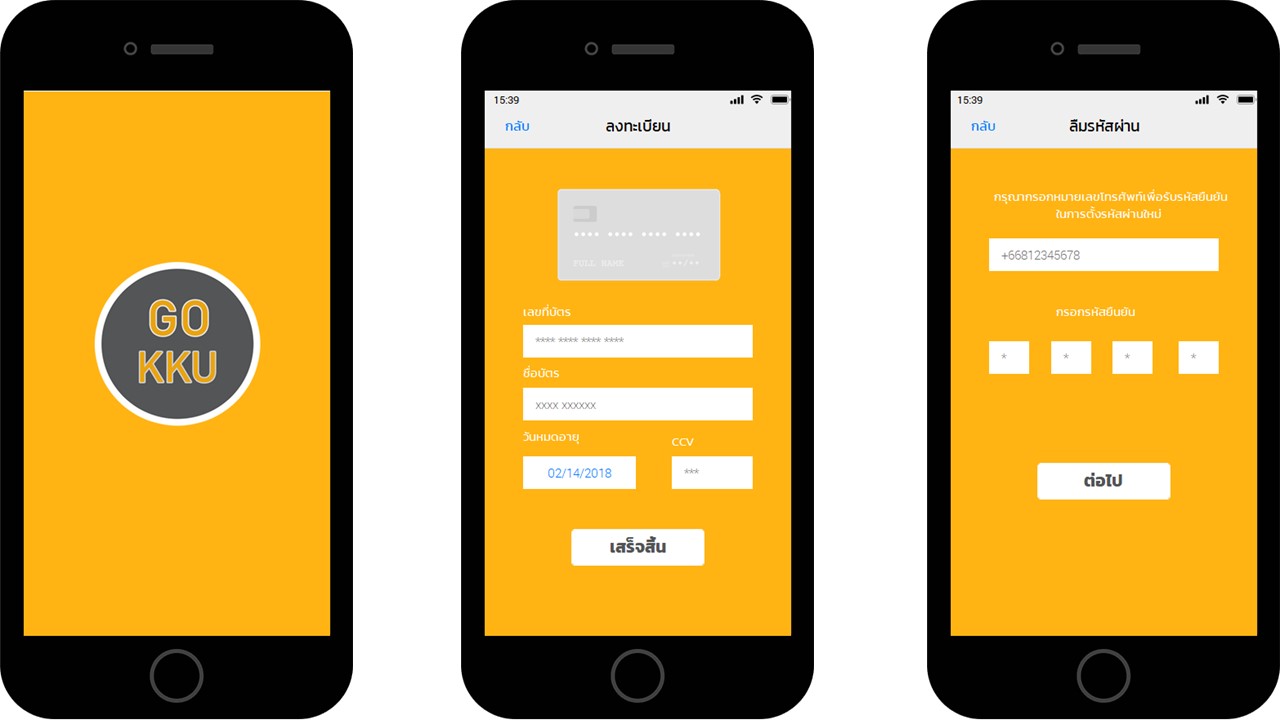 GO
KKU
15:39
กลับ
ลงทะเบียน
•••• •••• •••• ••••
FULL NAME
••/••
เลขที่บัตร
**** **** **** ****
ชื่อบัตร
xxxx xxxxxx
วันหมดอายุ
CCV
02/14/2018
***
เสร็จสิ้น
15:39
กลับ
ลืมรหัสผ่าน
กรุณากรอกหมายเลขโทรศัพท์เพื่อรับรหัสยืนยัน
ในการตั้งรหัสผ่านใหม่
+66812345678
กรอกรหัสยืนยัน
* * * *
ต่อไป